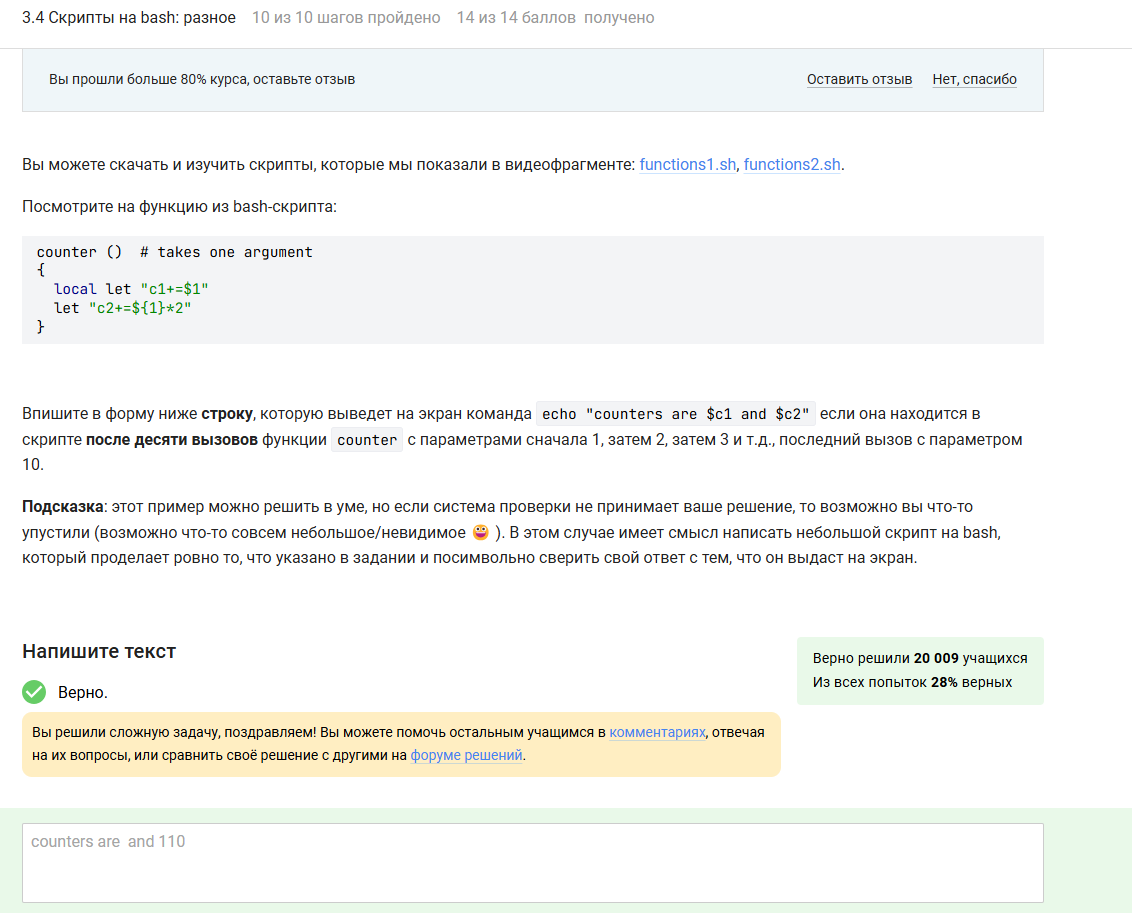 3.4 Скрипты на bash: разное 10 из 10 шагов пройдено 14 из 14 баллов получено
Вы прошли больше 80% курса, оставьте отзыв Оставить отзыв Нет, спасибо
Вы можете скачать и изучить скрипты, которые мы показали в видеофрагменте: functions1.sh, functions2.sh.
Посмотрите на функцию из bash-скрипта:
counter ()  # takes one argument
{
  local let "c1+=$1"
  let "c2+=${1}*2"
}
Впишите в форму ниже строку, которую выведет на экран команда echo "counters are $c1 and $c2" если она находится в
скрипте после десяти вызовов функции counter с параметрами сначала 1, затем 2, затем 3 и т.д., последний вызов с параметром
10.
Подсказка: этот пример можно решить в уме, но если система проверки не принимает ваше решение, то возможно вы что-то
упустили (возможно что-то совсем небольшое/невидимое 😀 ). В этом случае имеет смысл написать небольшой скрипт на bash,
который проделает ровно то, что указано в задании и посимвольно сверить свой ответ с тем, что он выдаст на экран.
Напишите текст
Верно.
Верно решили 20 009 учащихся
Из всех попыток 28% верных
Вы решили сложную задачу, поздравляем! Вы можете помочь остальным учащимся в комментариях, отвечая
на их вопросы, или сравнить своё решение с другими на форуме решений.
counters are  and 110